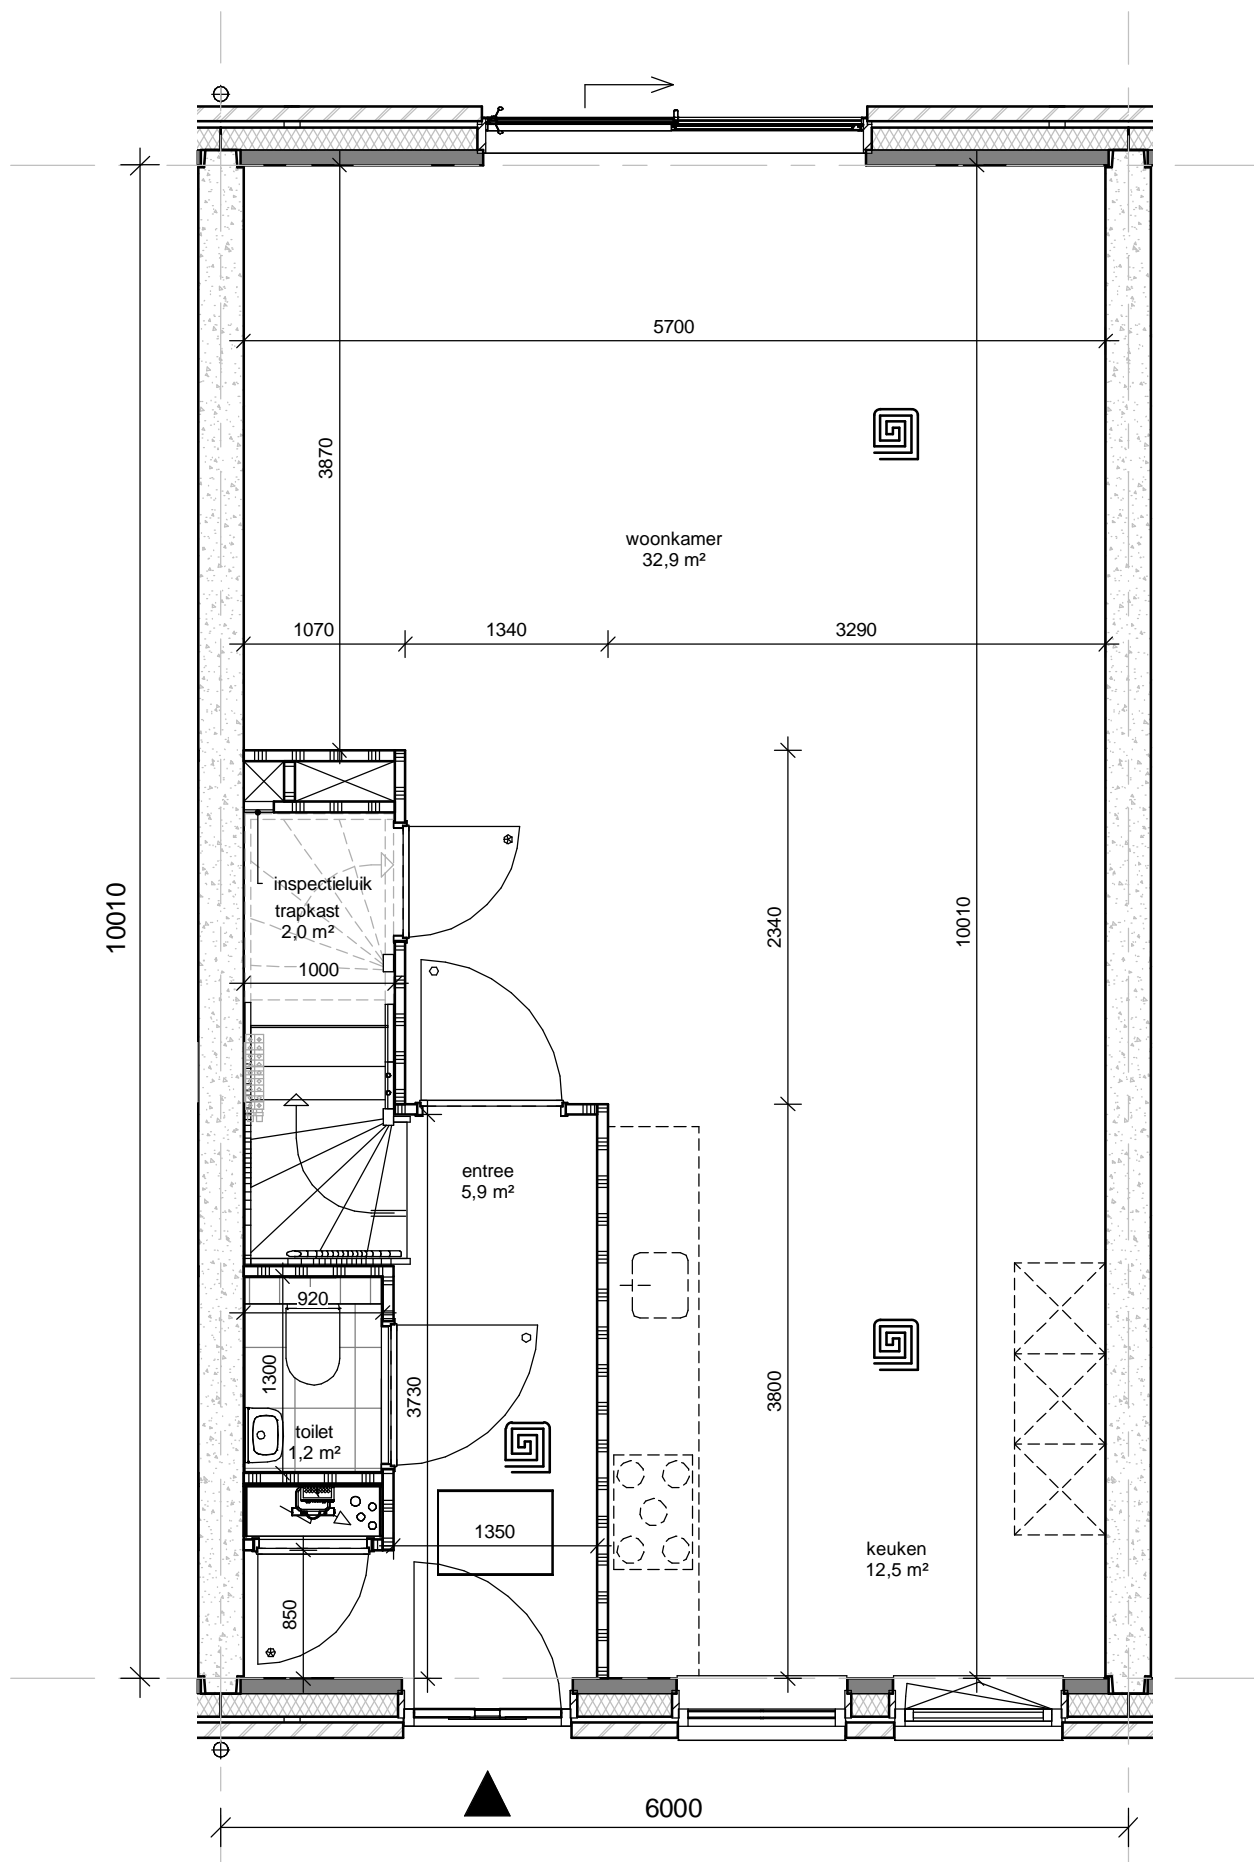 5700
3870
woonkamer
32,9 m²
1070
1340
3290
inspectieluik
trapkast
2,0 m²
10010
2340
10010
1000
entree
5,9 m²
920
1300
3730
3800
toilet
1,2 m²
1350
keuken
12,5 m²
850
6000